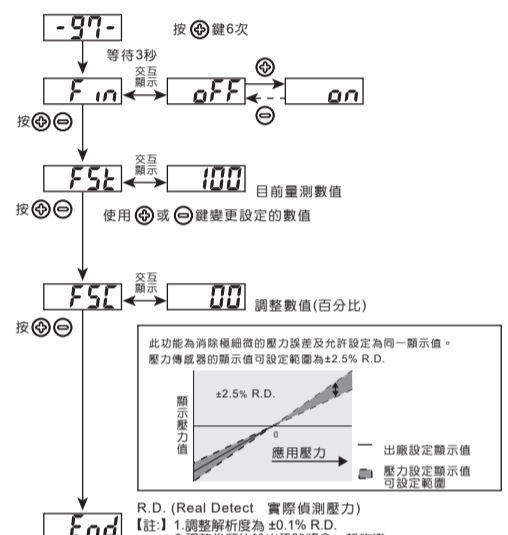 -97-
按⊕鍵6次
等待3秒
F in
交互
顯示
oFF
⊕
⊖
on
按⊕⊖
FSt
交互
顯示
100
目前量測數值
按⊕⊖
使用⊕或⊖鍵變更設定的數值
FSC
交互
顯示
00
調整數值(百分比)
按⊕⊖
此功能為消除極細微的壓力誤差及允許設定為同一顯示值。
壓力傳感器的顯示值可設定範圍為±2.5% R.D.
顯示壓力值
±2.5% R.D.
0
應用壓力
出廠設定顯示值
壓力設定顯示值
可設定範圍
End
R.D. (Real Detect 實際偵測壓力)
【註:】1.調整解析度為 ±0.1% R.D.